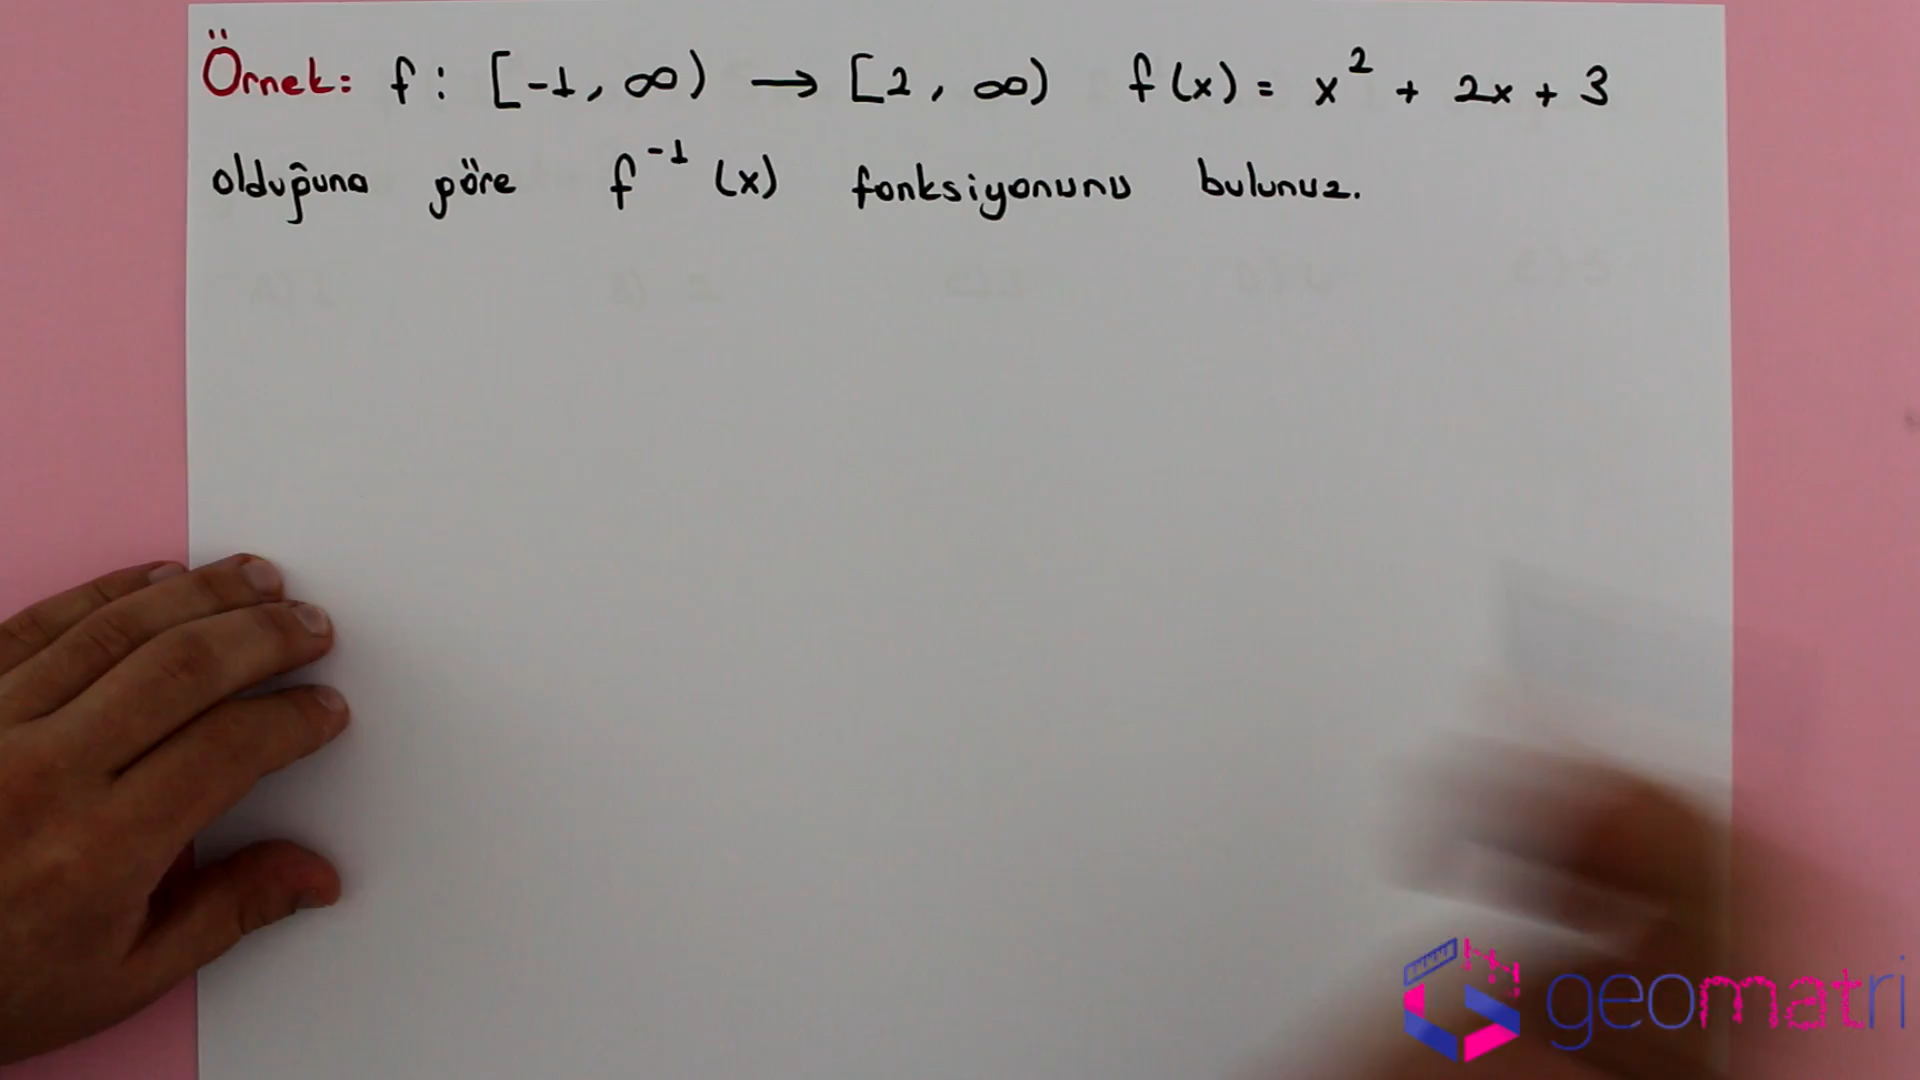 Örnek: f: [-1, ∞) → [2, ∞) f(x) = x² + 2x + 3
olduğuna göre f⁻¹(x) fonksiyonunu bulunuz.
geomatri